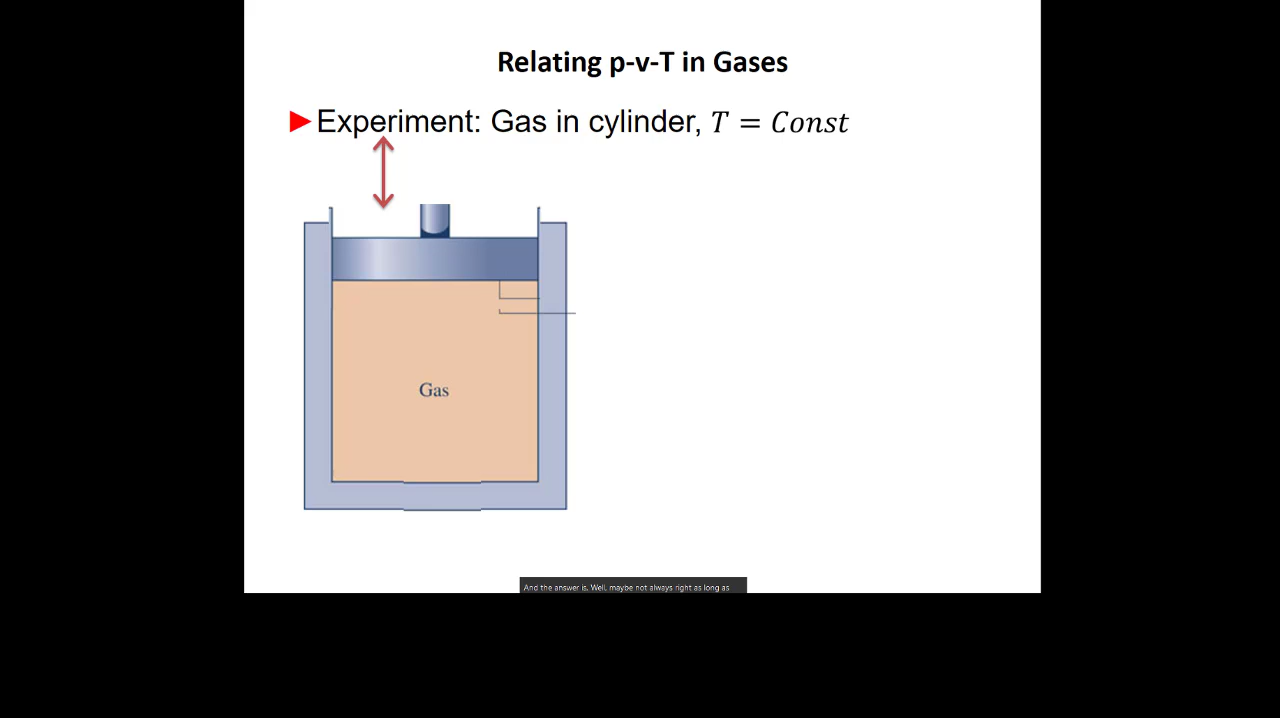 Relating p-v-T in Gases
►Experiment: Gas in cylinder, 𝑇 = 𝐶𝑜𝑛𝑠𝑡
Gas
And the answer is. Well, maybe not always right as long as